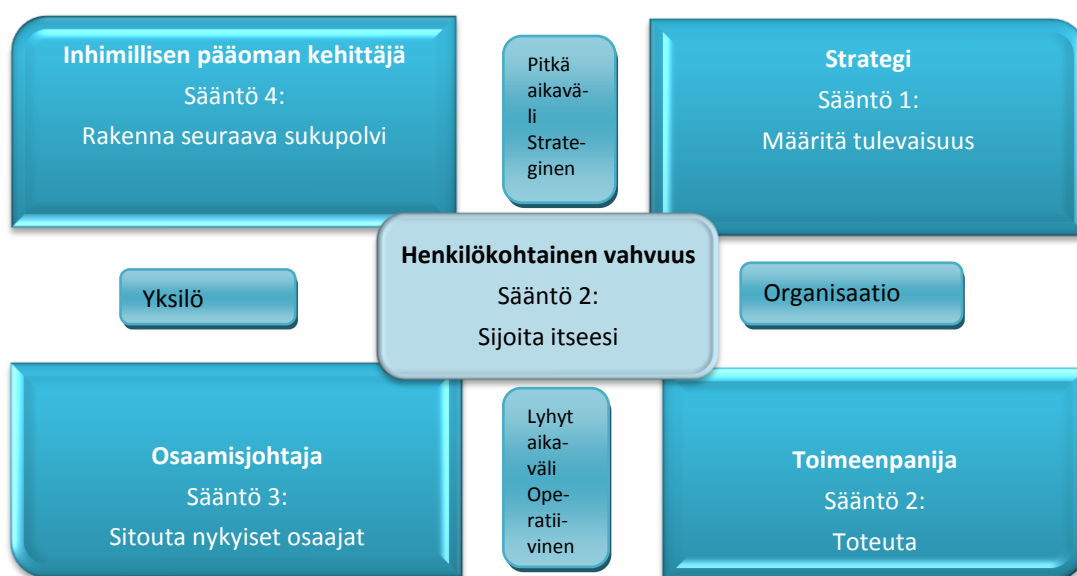 Inhimillisen pääoman kehittäjä
Sääntö 4:
Rakenna seuraava sukupolvi
Pitkä
aikavä-
li
Strate-
ginen
Strategi
Sääntö 1:
Määritä tulevaisuus
Henkilökohtainen vahvuus
Sääntö 2:
Sijoita itseesi
Yksilö
Organisaatio
Osaamisjohtaja
Sääntö 3:
Sitouta nykyiset osaajat
Lyhyt
aika-
väli
Ope-
ratii-
vinen
Toimeenpanija
Sääntö 2:
Toteuta